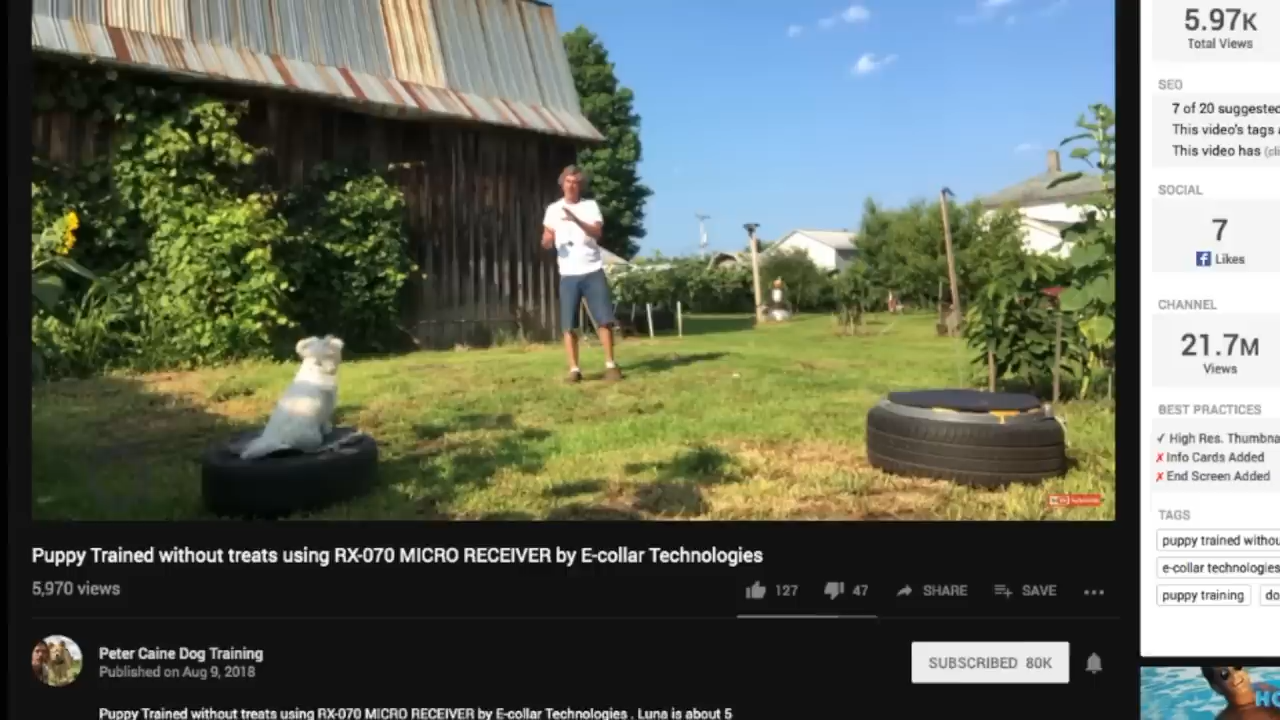 Puppy Trained without treats using RX-070 MICRO RECEIVER by E-collar Technologies
5,970 views
127
47
SHARE
SAVE
Peter Caine Dog Training
Published on Aug 9, 2018
SUBSCRIBED 80K
Puppy Trained without treats using RX-070 MICRO RECEIVER by E-collar Technologies . Luna is about 5
5.97K
Total Views
SEO
7 of 20 suggested
This video's tags
This video has
SOCIAL
7
Likes
CHANNEL
21.7M
Views
BEST PRACTICES
✓ High Res. Thumbna
✗ Info Cards Added
✗ End Screen Added
TAGS
puppy trained withou
e-collar technologies
puppy training do
HO